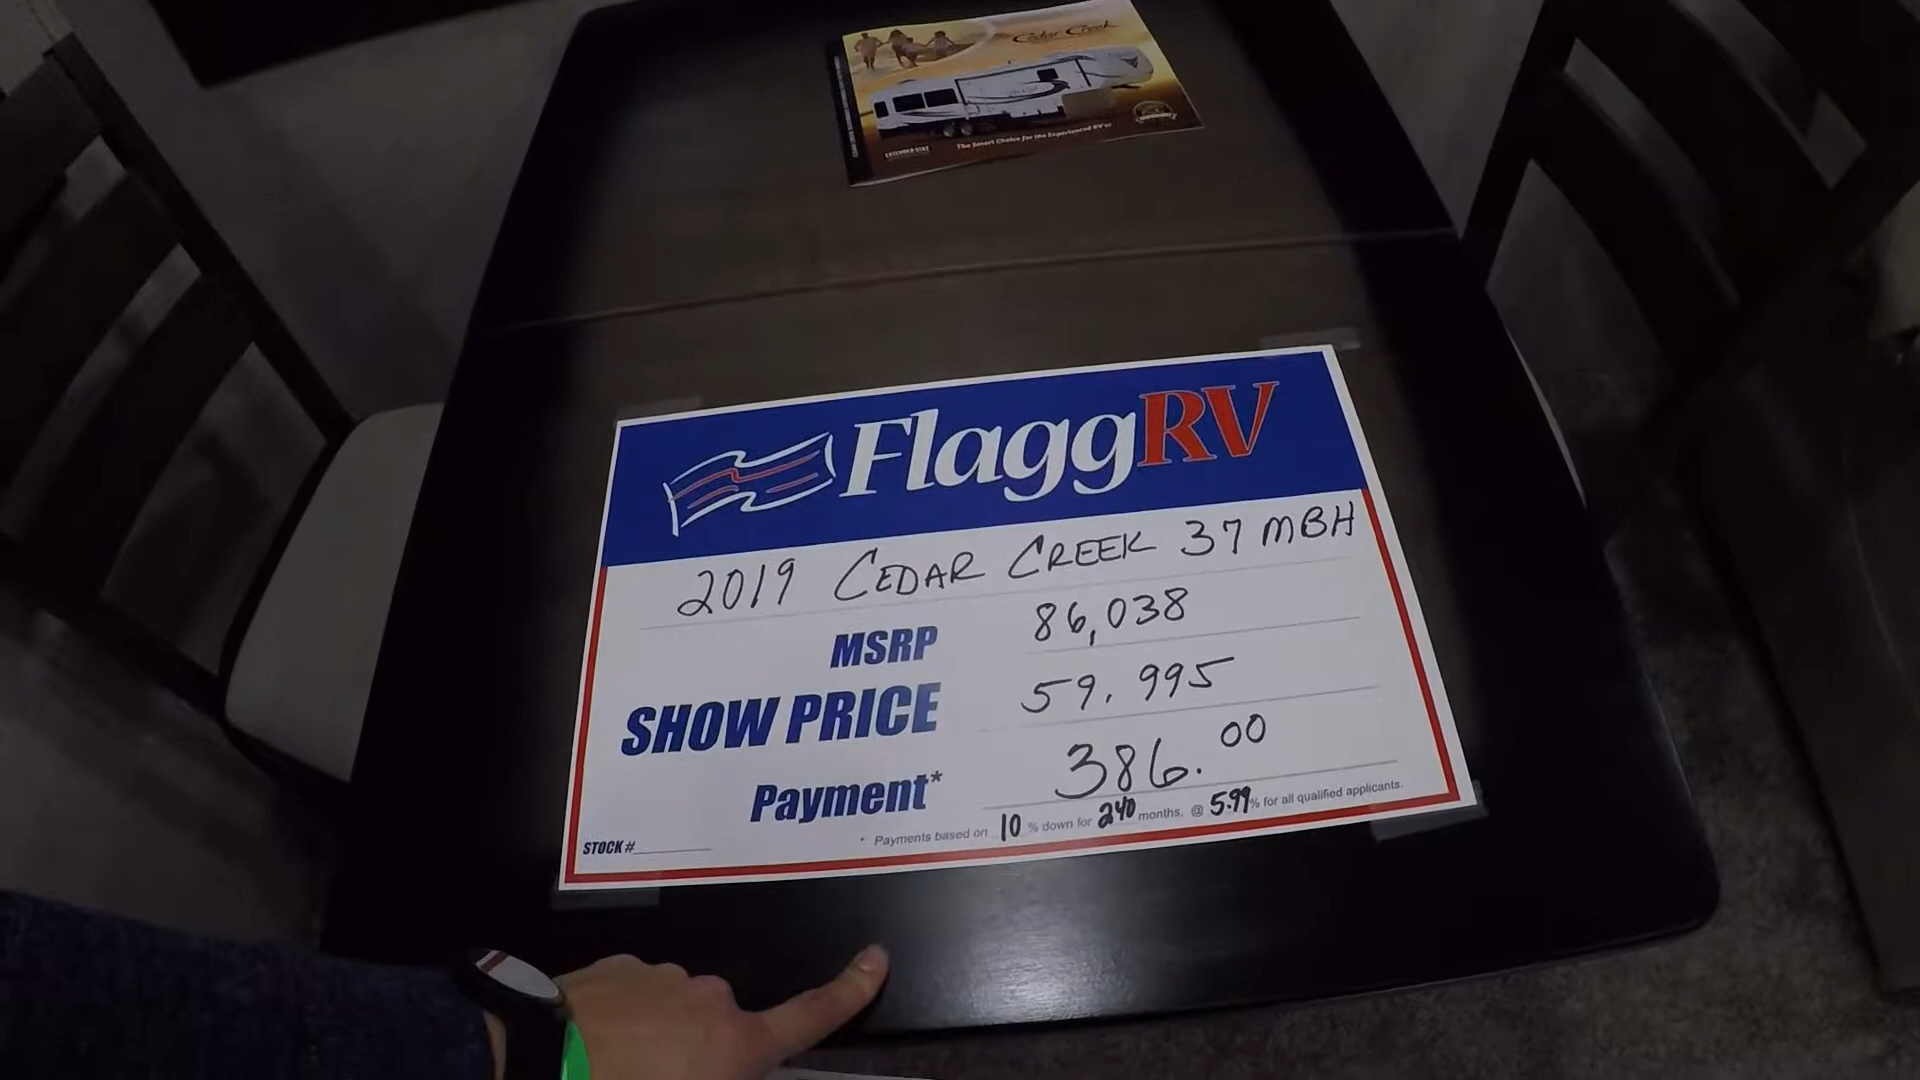 Cedar Creek
The Smart Choice for the Experienced RV'er
FlaggRV
2019 CEDAR CREEK 37 MBH
MSRP 86,038
SHOW PRICE 59.995
Payment* 386.00
* Payments based on 10 % down for 240 months. @ 5.99% for all qualified applicants.
STOCK #